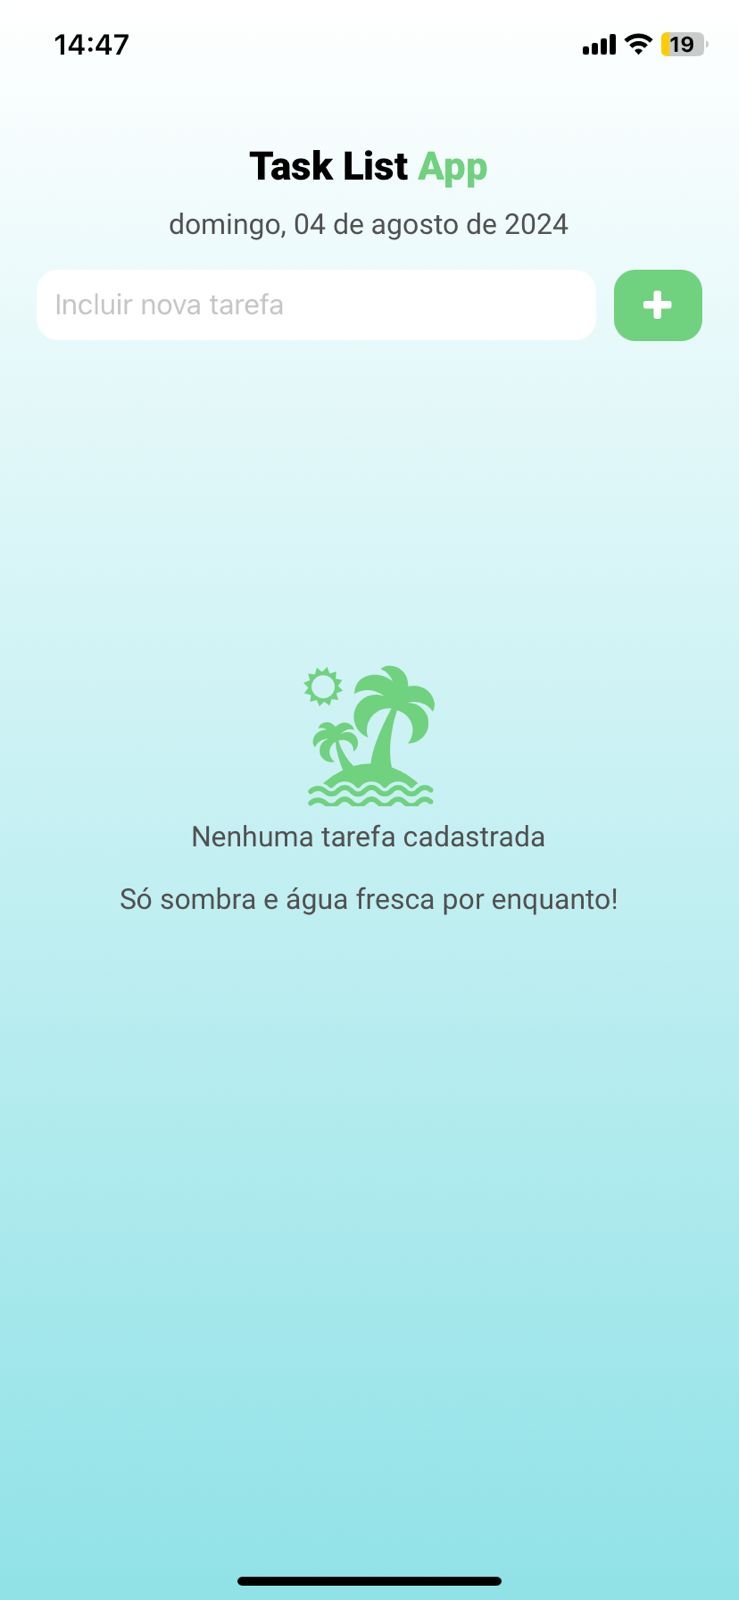 14:47
19
Task List App
domingo, 04 de agosto de 2024
Incluir nova tarefa
Nenhuma tarefa cadastrada
Só sombra e água fresca por enquanto!